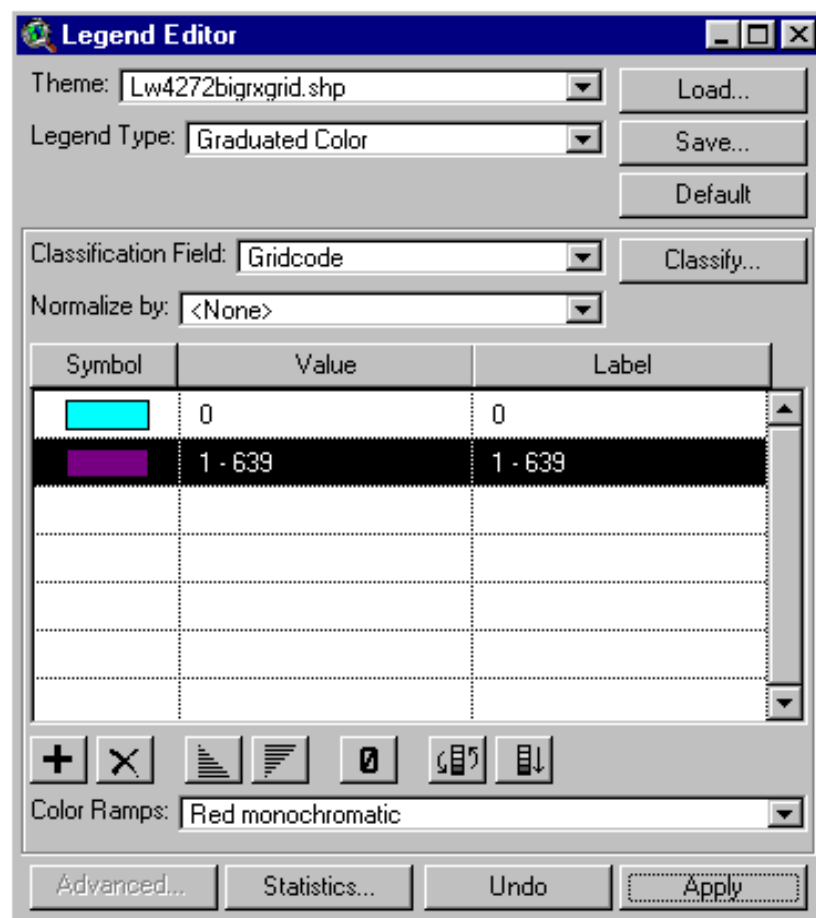 Legend Editor
Theme: Lw4272bigrxgrid.shp
Load...
Legend Type: Graduated Color
Save...
Default
Classification Field: Gridcode
Classify...
Normalize by: <None>
Symbol Value Label
0 0
1 - 639 1 - 639
0
Color Ramps: Red monochromatic
Advanced... Statistics... Undo Apply